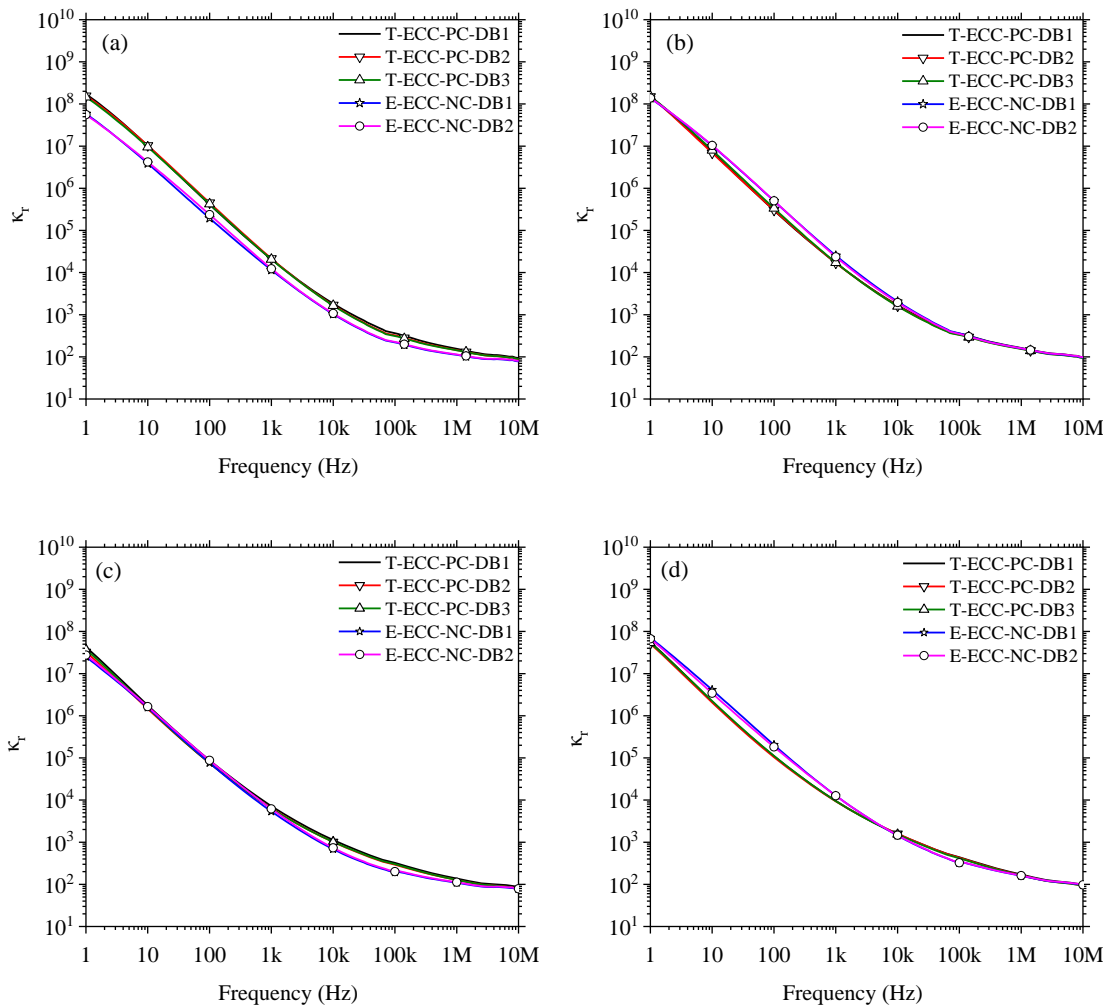 (a)
κr
10^10
10^9
10^8
10^7
10^6
10^5
10^4
10^3
10^2
10^1
T-ECC-PC-DB1
T-ECC-PC-DB2
T-ECC-PC-DB3
E-ECC-NC-DB1
E-ECC-NC-DB2
1 10 100 1k 10k 100k 1M 10M
Frequency (Hz)
(b)
κr
10^10
10^9
10^8
10^7
10^6
10^5
10^4
10^3
10^2
10^1
T-ECC-PC-DB1
T-ECC-PC-DB2
T-ECC-PC-DB3
E-ECC-NC-DB1
E-ECC-NC-DB2
1 10 100 1k 10k 100k 1M 10M
Frequency (Hz)
(c)
κr
10^10
10^9
10^8
10^7
10^6
10^5
10^4
10^3
10^2
10^1
T-ECC-PC-DB1
T-ECC-PC-DB2
T-ECC-PC-DB3
E-ECC-NC-DB1
E-ECC-NC-DB2
1 10 100 1k 10k 100k 1M 10M
Frequency (Hz)
(d)
κr
10^10
10^9
10^8
10^7
10^6
10^5
10^4
10^3
10^2
10^1
T-ECC-PC-DB1
T-ECC-PC-DB2
T-ECC-PC-DB3
E-ECC-NC-DB1
E-ECC-NC-DB2
1 10 100 1k 10k 100k 1M 10M
Frequency (Hz)